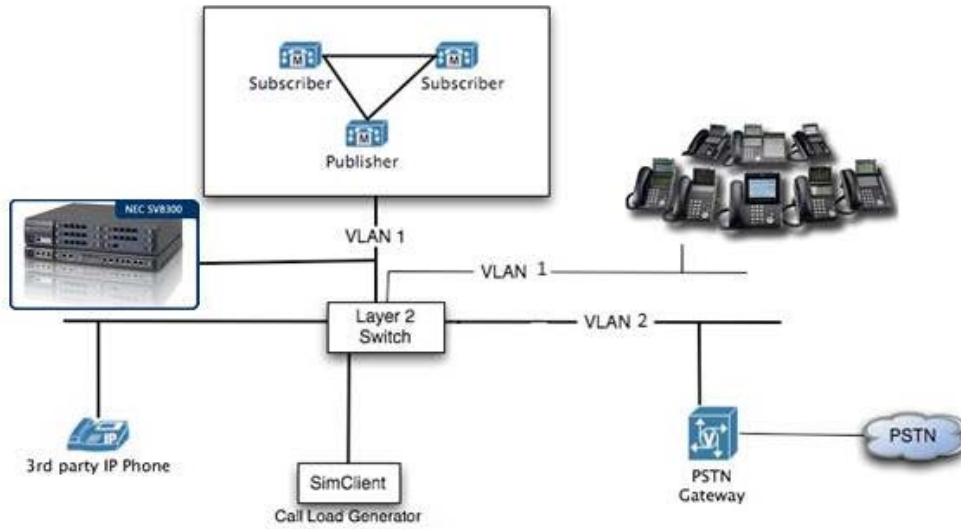 Subscriber
Subscriber
Publisher
NEC SV8300
VLAN 1
VLAN 1
Layer 2
Switch
VLAN 2
IP
3rd party IP Phone
V
PSTN
PSTN
Gateway
SimClient
Call Load Generator
M
M
M